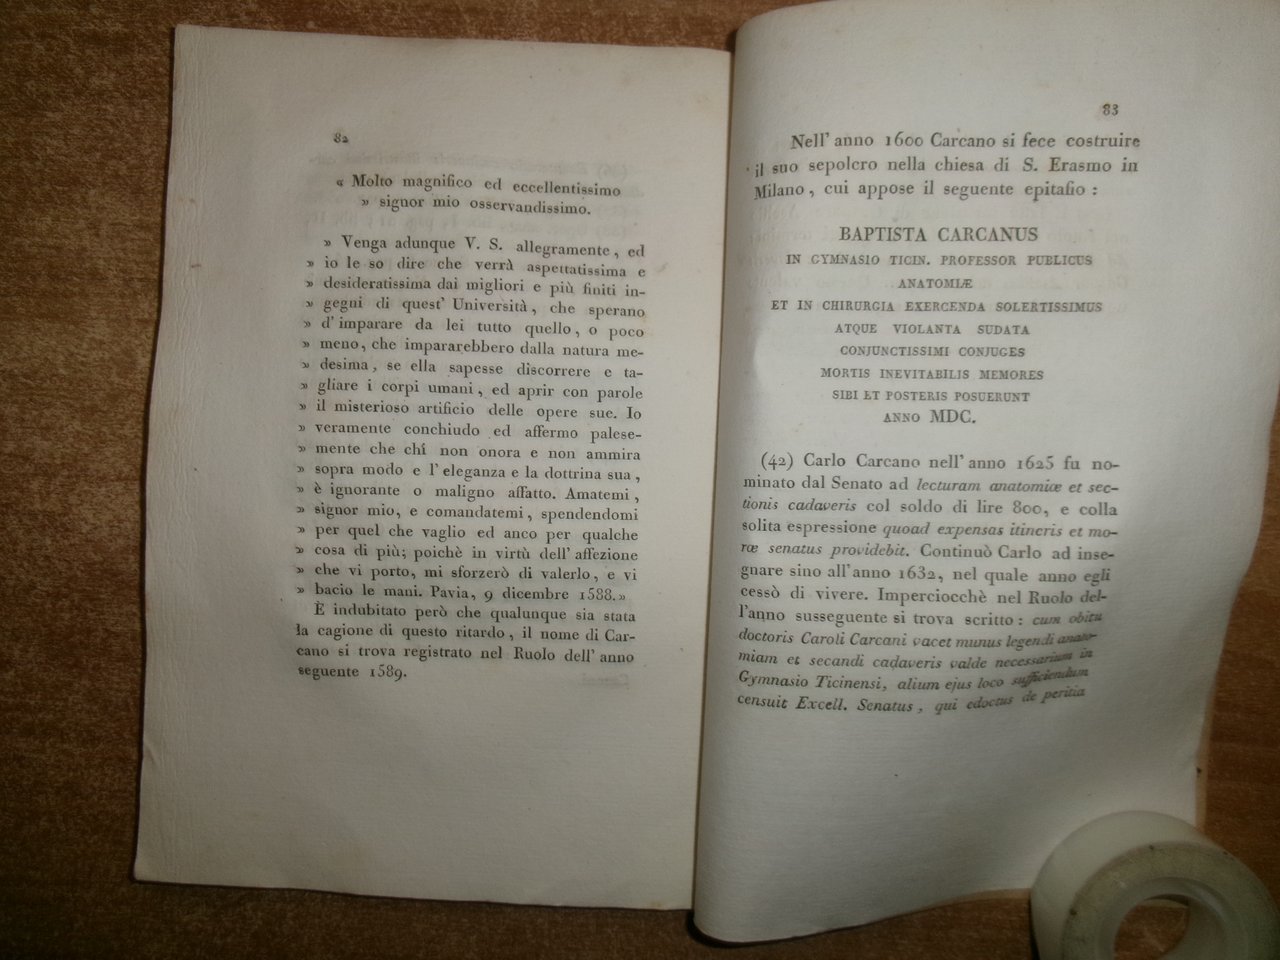 82
« Molto magnifico ed eccellentissimo
» signor mio osservandissimo.
» Venga adunque V. S. allegramente, ed
» io le so dire che verrà aspettatissima e
» desideratissima dai migliori e più finiti in-
» gegni di quest' Università, che sperano
» d'imparare da lei tutto quello, o poco
» meno, che impararebbero dalla natura me-
» desima, se ella sapesse discorrere e ta-
» gliare i corpi umani, ed aprir con parole
» il misterioso artificio delle opere sue. Io
» veramente conchiudo ed affermo palese-
» mente che chi non onora e non ammira
» sopra modo e l'eleganza e la dottrina sua,
» è ignorante o maligno affatto. Amatemi,
» signor mio, e comandatemi, spendendomi
» per quel che vaglio ed anco per qualche
» cosa di più; poichè in virtù dell'affezione
» che vi porto, mi sforzerò di valerlo, e vi
» bacio le mani. Pavia, 9 dicembre 1588.»
È indubitato però che qualunque sia stata
la cagione di questo ritardo, il nome di Car-
cano si trova registrato nel Ruolo dell'anno
seguente 1589.
83
Nell'anno 1600 Carcano si fece costruire
il suo sepolcro nella chiesa di S. Erasmo in
Milano, cui appose il seguente epitafio:
BAPTISTA CARCANUS
IN GYMNASIO TICIN. PROFESSOR PUBLICUS
ANATOMIÆ
ET IN CHIRURGIA EXERCENDA SOLERTISSIMUS
ATQUE VIOLANTA SUDATA
CONJUNCTISSIMI CONJUGES
MORTIS INEVITABILIS MEMORES
SIBI ET POSTERIS POSUERUNT
ANNO MDC.
(42) Carlo Carcano nell'anno 1625 fu no-
minato dal Senato ad lecturam anatomiæ et sec-
tionis cadaveris col soldo di lire 800, e colla
solita espressione quoad expensas itineris et mo-
ræ senatus providebit. Continuò Carlo ad inse-
gnare sino all'anno 1632, nel quale anno egli
cessò di vivere. Imperciocchè nel Ruolo del-
l'anno susseguente si trova scritto: cum obitu
doctoris Caroli Carcani vacet munus legendi anato-
miam et secandi cadaveris valde necessarium in
Gymnasio Ticinensi, alium ejus loco sufficiendum
censuit Excell. Senatus, qui edoctus de peritia